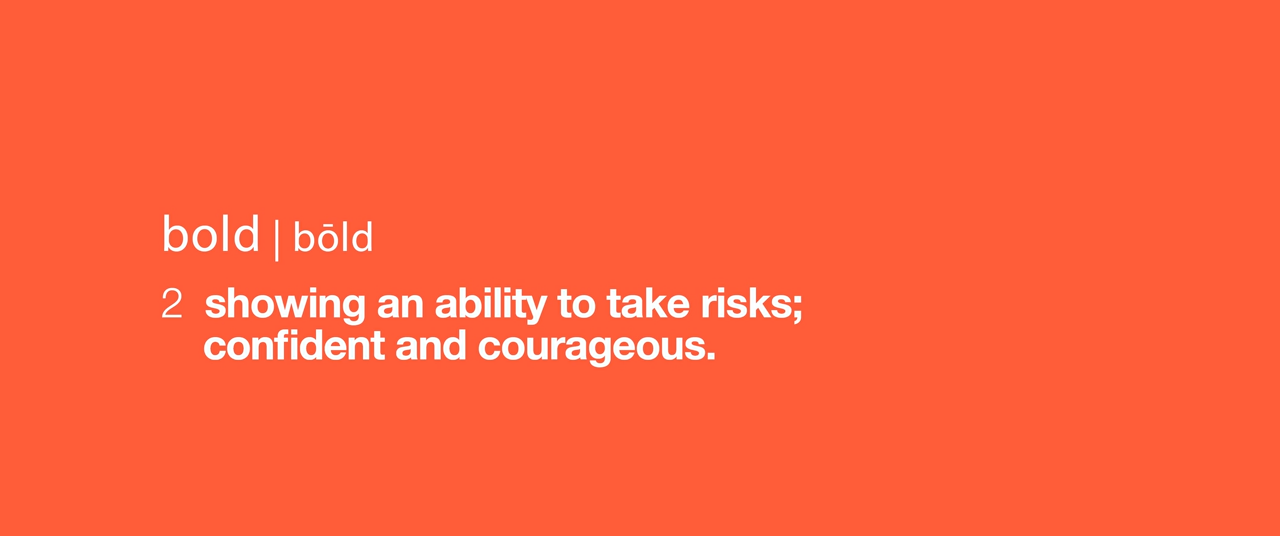 bold | bōld
2 showing an ability to take risks;
confident and courageous.